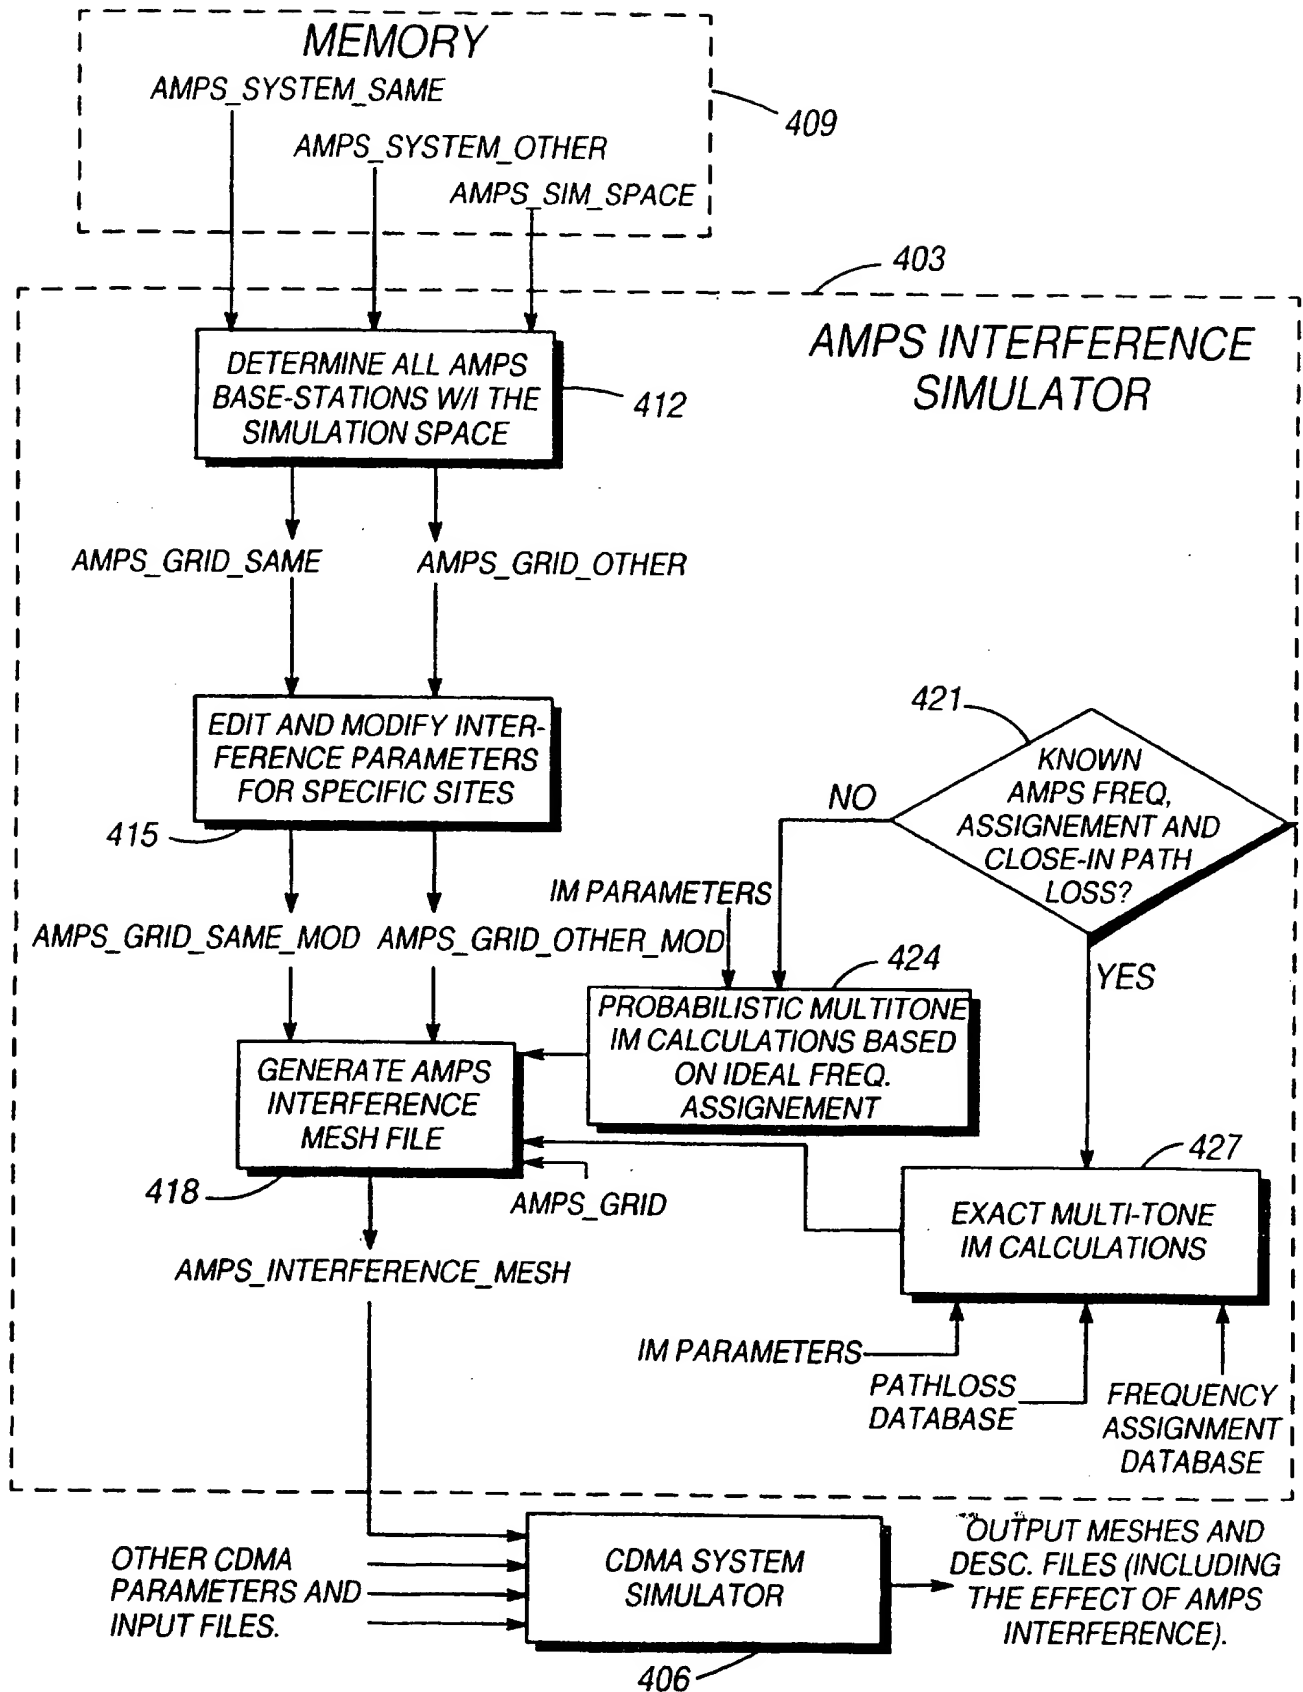 MEMORY
AMPS_SYSTEM_SAME
409
AMPS_SYSTEM_OTHER
AMPS_SIM_SPACE
403
AMPS INTERFERENCE
SIMULATOR
DETERMINE ALL AMPS
BASE-STATIONS W/I THE
SIMULATION SPACE
412
AMPS_GRID_SAME
AMPS_GRID_OTHER
EDIT AND MODIFY INTER-
FERENCE PARAMETERS
FOR SPECIFIC SITES
415
421
KNOWN
AMPS FREQ,
ASSIGNEMENT AND
CLOSE-IN PATH
LOSS?
NO
YES
IM PARAMETERS
AMPS_GRID_SAME_MOD
AMPS_GRID_OTHER_MOD
424
PROBABILISTIC MULTITONE
IM CALCULATIONS BASED
ON IDEAL FREQ.
ASSIGNEMENT
GENERATE AMPS
INTERFERENCE
MESH FILE
418
AMPS_GRID
427
EXACT MULTI-TONE
IM CALCULATIONS
AMPS_INTERFERENCE_MESH
IM PARAMETERS
PATHLOSS
DATABASE
FREQUENCY
ASSIGNMENT
DATABASE
OTHER CDMA
PARAMETERS AND
INPUT FILES.
CDMA SYSTEM
SIMULATOR
406
OUTPUT MESHES AND
DESC. FILES (INCLUDING
THE EFFECT OF AMPS
INTERFERENCE).